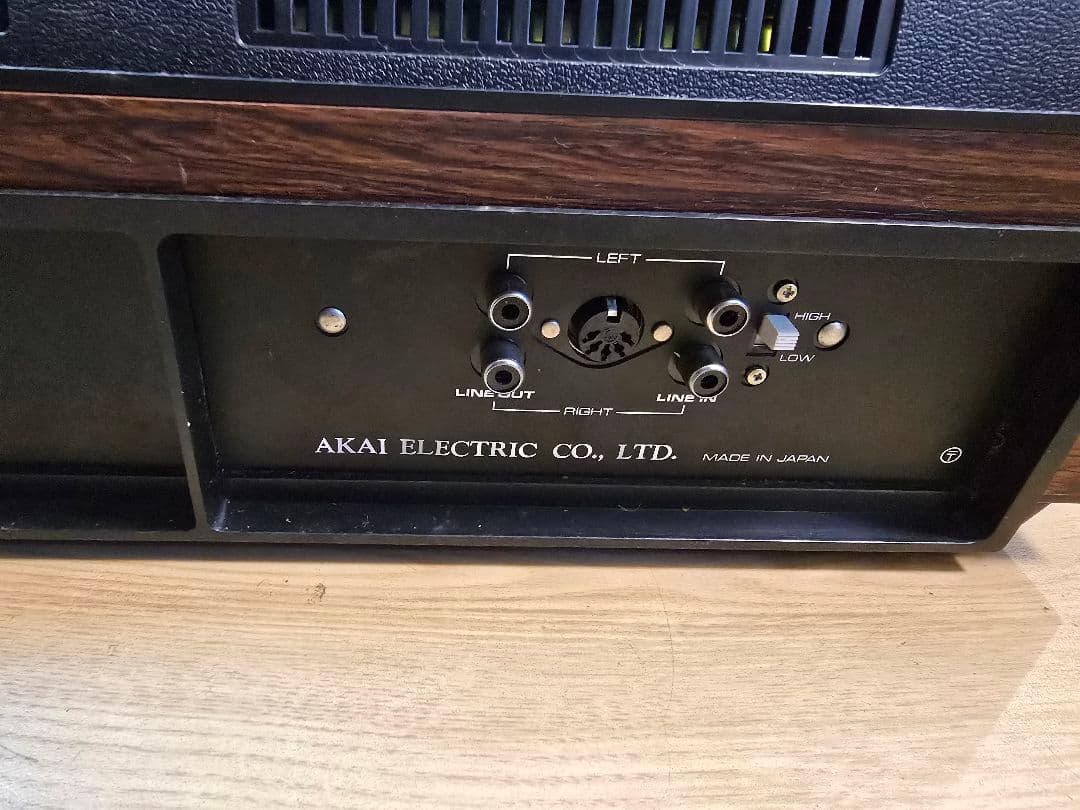 LEFT
HIGH
LOW
LINE OUT
LINE IN
RIGHT
AKAI ELECTRIC CO., LTD. MADE IN JAPAN